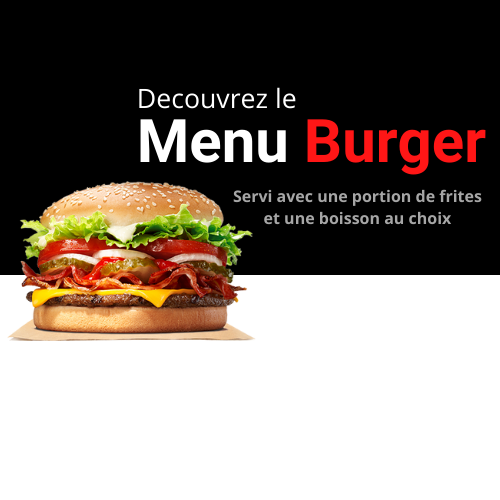 Decouvrez le
Menu Burger
Servi avec une portion de frites
et une boisson au choix